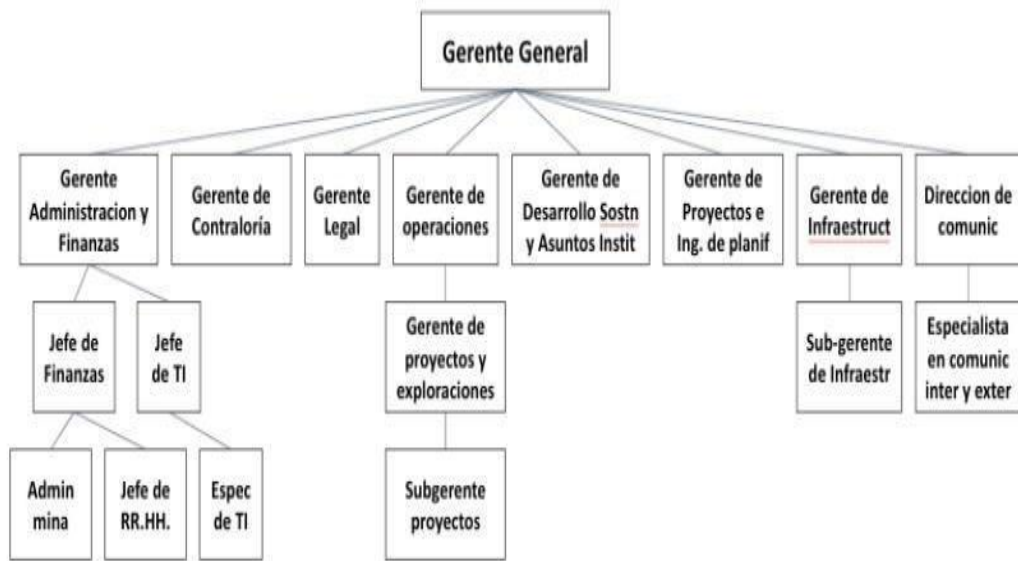 Gerente General
Gerente
Administracion y
Finanzas
Gerente de
Contraloría
Gerente
Legal
Gerente de
operaciones
Gerente de
Desarrollo Sostn
y Asuntos Instit
Gerente de
Proyectos e
Ing. de planif
Gerente de
Infraestruct
Direccion de
comunic
Jefe de
Finanzas
Jefe
de TI
Gerente de
proyectos y
exploraciones
Sub-gerente
de Infraestr
Especialista
en comunic
inter y exter
Admin
mina
Jefe de
RR.HH.
Espec
de TI
Subgerente
proyectos